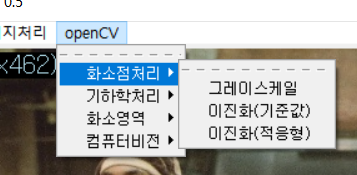 0.5
지처리 openCV
x462)
화소점처리
기하학처리
화소영역
컴퓨터비전
그레이스케일
이진화(기준값)
이진화(적응형)